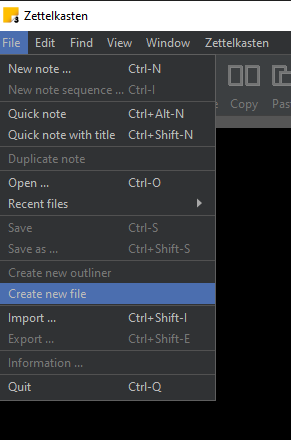 3 Zettelkasten
File Edit Find View Window Zettelkasten
New note ... Ctrl-N
New note sequence ... Ctrl-I
Copy Past
Quick note Ctrl+Alt-N
Quick note with title Ctrl+Shift-N
Duplicate note
Open ... Ctrl-O
Recent files
Save Ctrl-S
Save as ... Ctrl+Shift-S
Create new outliner
Create new file
Import ... Ctrl+Shift-I
Export ... Ctrl+Shift-E
Information ...
Quit Ctrl-Q